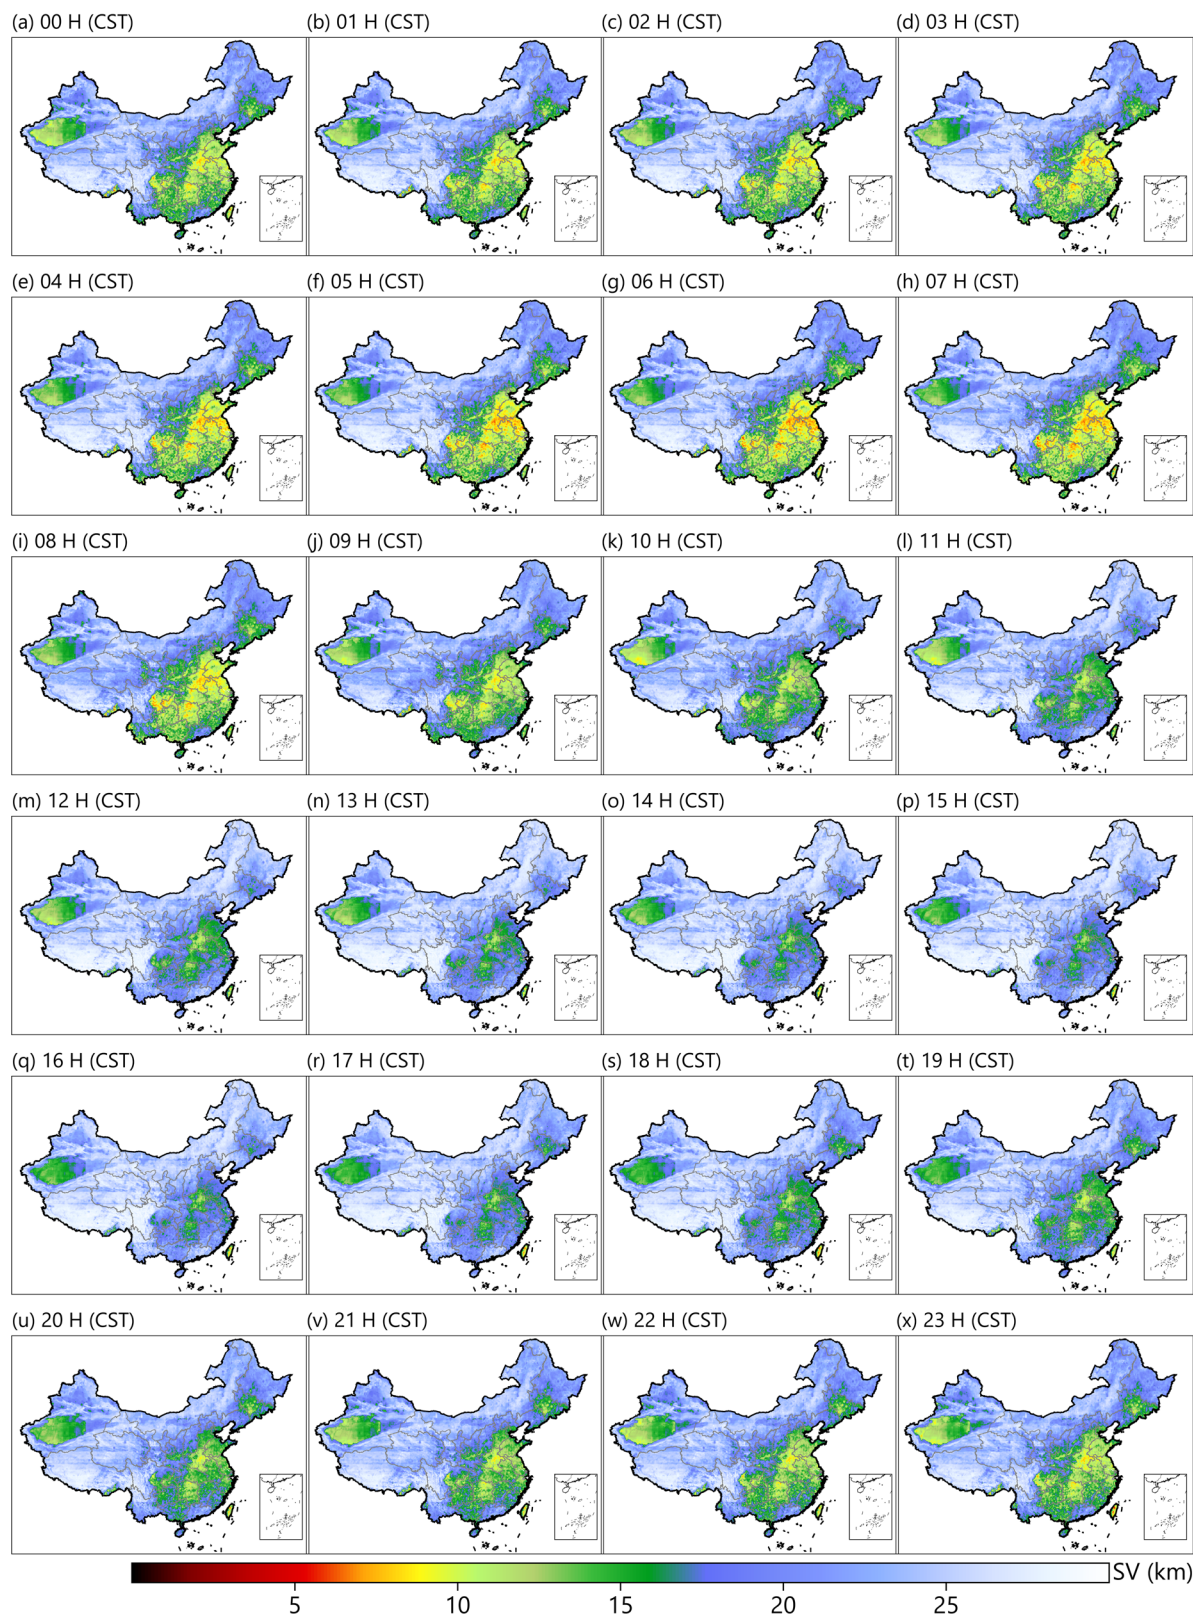 (a) 00 H (CST)
(b) 01 H (CST)
(c) 02 H (CST)
(d) 03 H (CST)
(e) 04 H (CST)
(f) 05 H (CST)
(g) 06 H (CST)
(h) 07 H (CST)
(i) 08 H (CST)
(j) 09 H (CST)
(k) 10 H (CST)
(l) 11 H (CST)
(m) 12 H (CST)
(n) 13 H (CST)
(o) 14 H (CST)
(p) 15 H (CST)
(q) 16 H (CST)
(r) 17 H (CST)
(s) 18 H (CST)
(t) 19 H (CST)
(u) 20 H (CST)
(v) 21 H (CST)
(w) 22 H (CST)
(x) 23 H (CST)
SV (km)
5 10 15 20 25